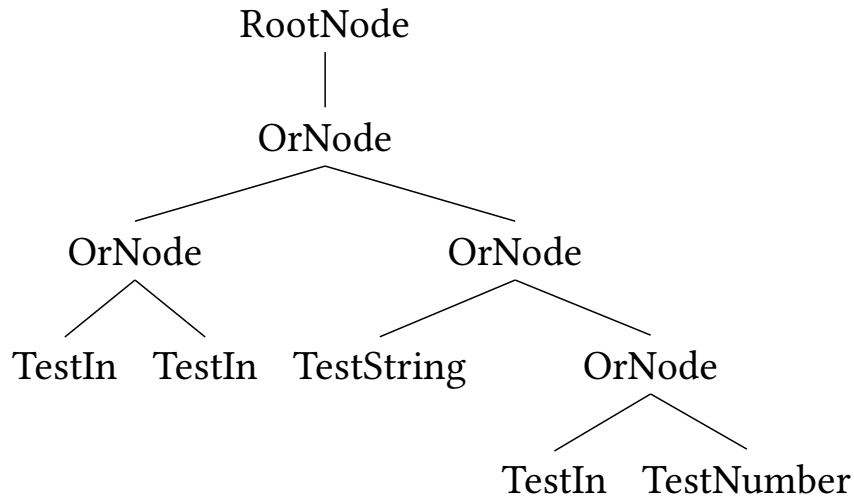 RootNode
OrNode
OrNode OrNode
TestIn TestIn TestString OrNode
TestIn TestNumber